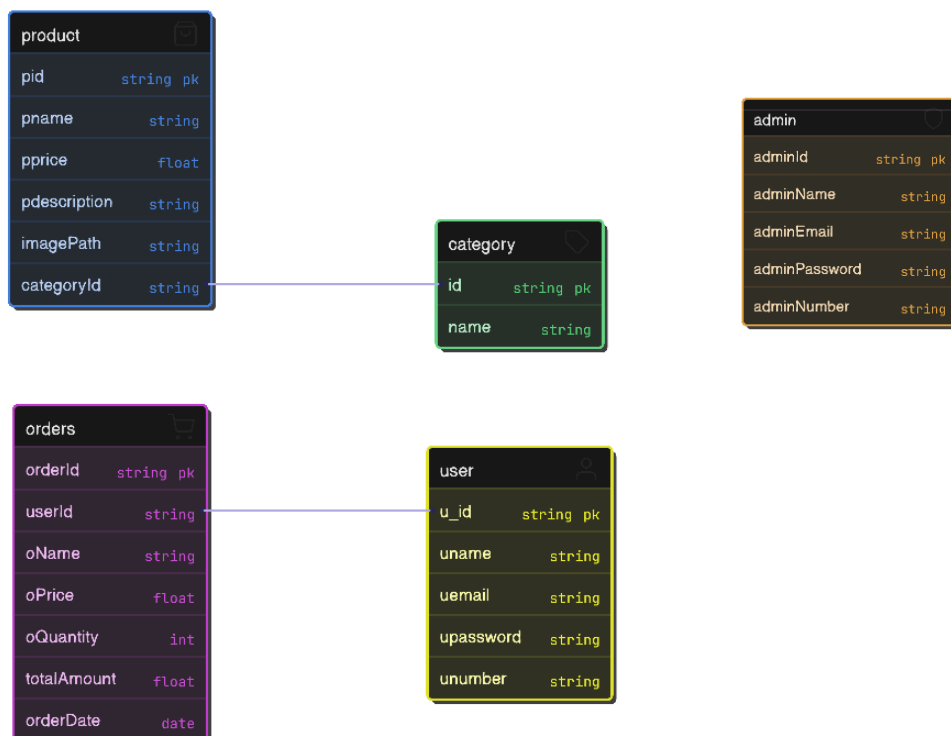 product
pid string pk
pname string
pprice float
pdescription string
imagePath string
categoryId string
category
id string pk
name string
admin
adminId string pk
adminName string
adminEmail string
adminPassword string
adminNumber string
orders
orderId string pk
userId string
oName string
oPrice float
oQuantity int
totalAmount float
orderDate date
user
u_id string pk
uname string
uemail string
upassword string
unumber string